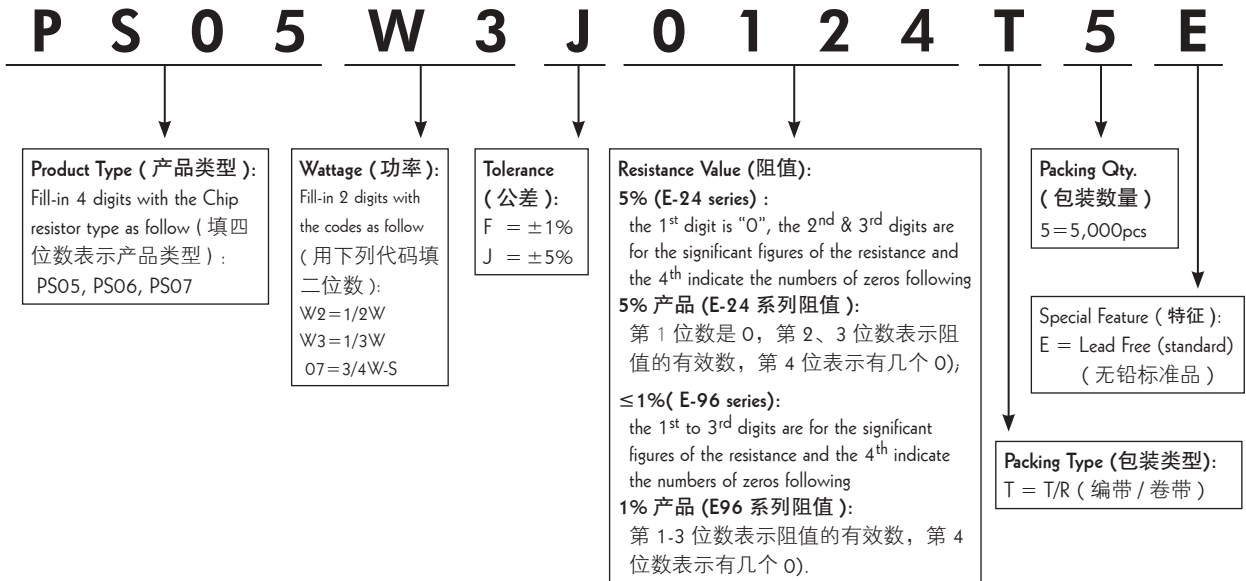 PS05W3J0124T5E
Product Type ( 产品类型 ):
Fill-in 4 digits with the Chip
resistor type as follow ( 填四
位数表示产品类型 ) :
PS05, PS06, PS07
Wattage ( 功率 ):
Fill-in 2 digits with
the codes as follow
( 用下列代码填
二位数 ):
W2=1/2W
W3=1/3W
07=3/4W-S
Tolerance
( 公差 ):
F = ±1%
J = ±5%
Resistance Value (阻值):
5% (E-24 series) :
the 1st digit is “0”, the 2nd & 3rd digits are
for the significant figures of the resistance and
the 4th indicate the numbers of zeros following
5% 产品 (E-24 系列阻值 ):
第 1 位数是 0，第 2、3 位数表示阻
值的有效数，第 4 位表示有几个 0);
≤1%( E-96 series):
the 1st to 3rd digits are for the significant
figures of the resistance and the 4th indicate
the numbers of zeros following
1% 产品 (E96 系列阻值 ):
第 1-3 位数表示阻值的有效数，第 4
位数表示有几个 0).
Packing Qty.
( 包装数量 )
5=5,000pcs
Special Feature ( 特征 ):
E = Lead Free (standard)
( 无铅标准品 )
Packing Type (包装类型):
T = T/R ( 编带 / 卷带 )